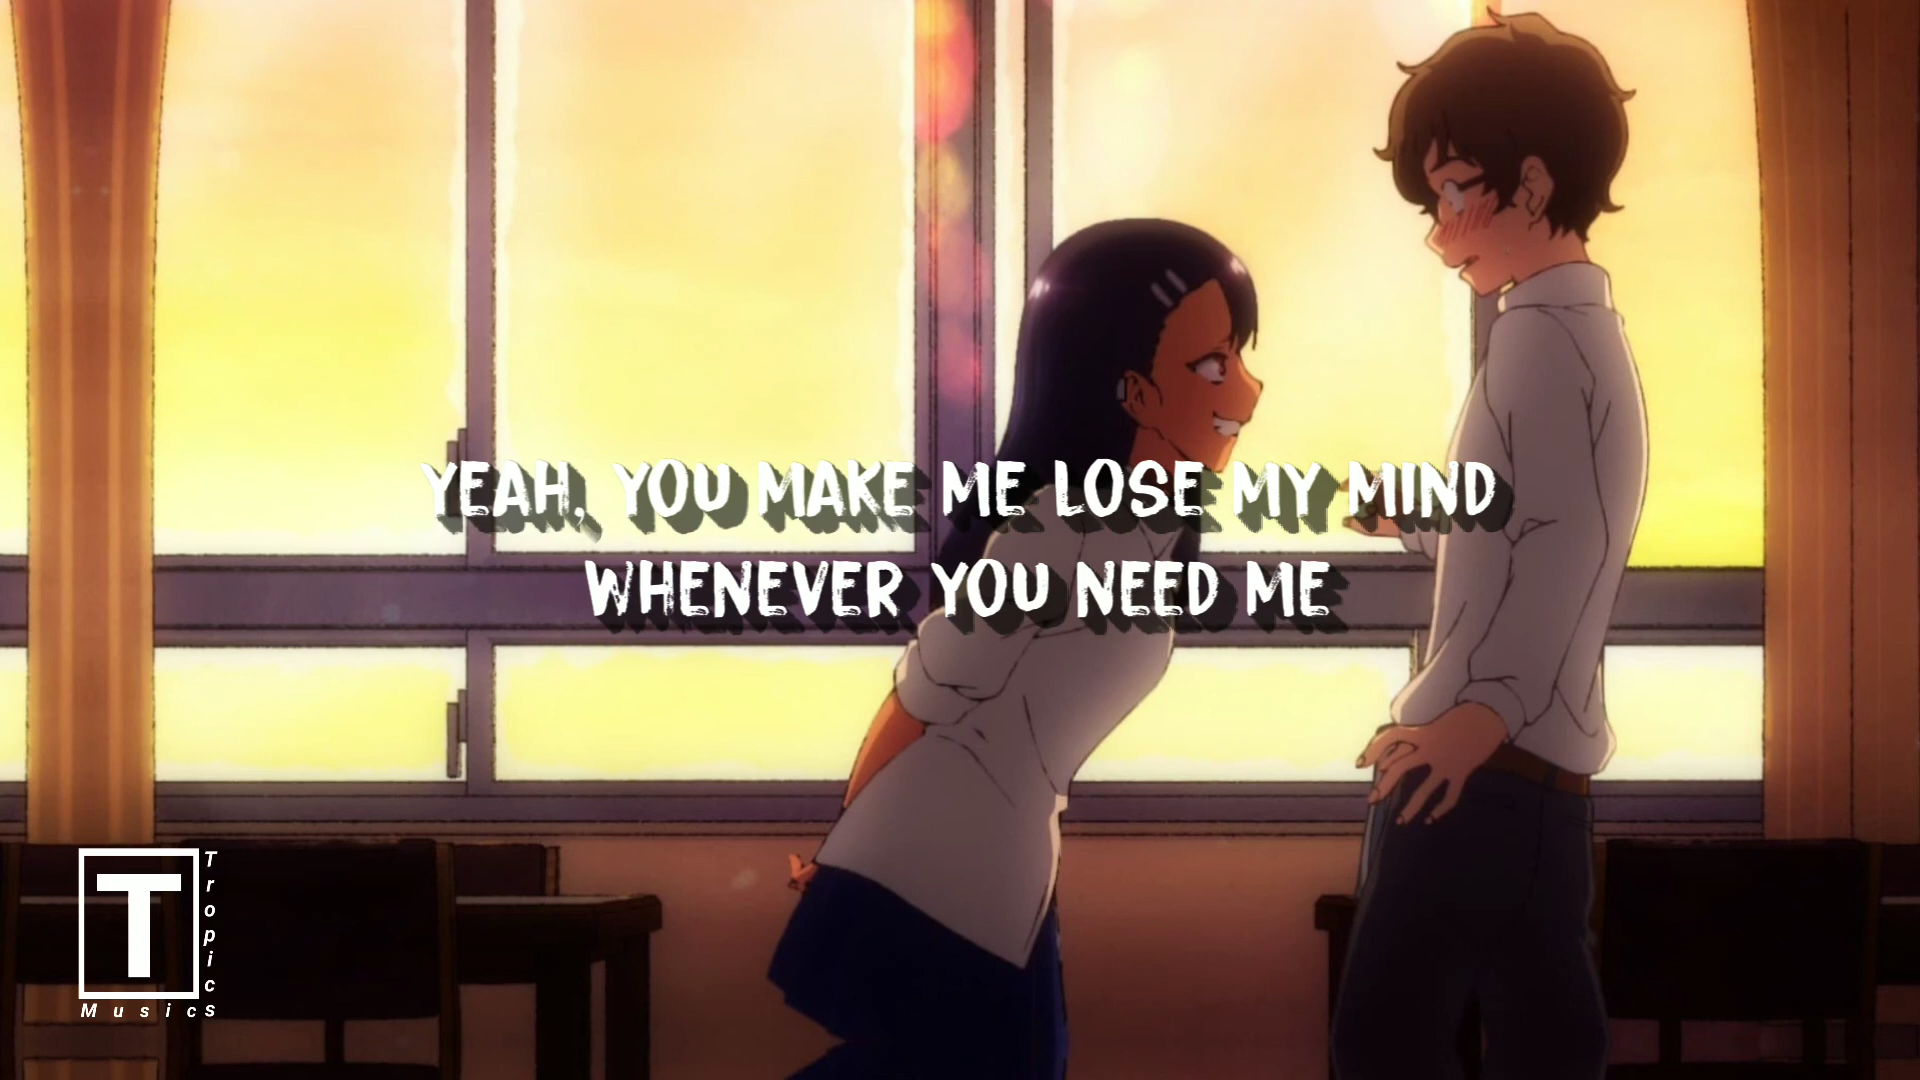 YEAH, YOU MAKE ME LOSE MY MIND
WHENEVER YOU NEED ME
T
Tropics
Musics